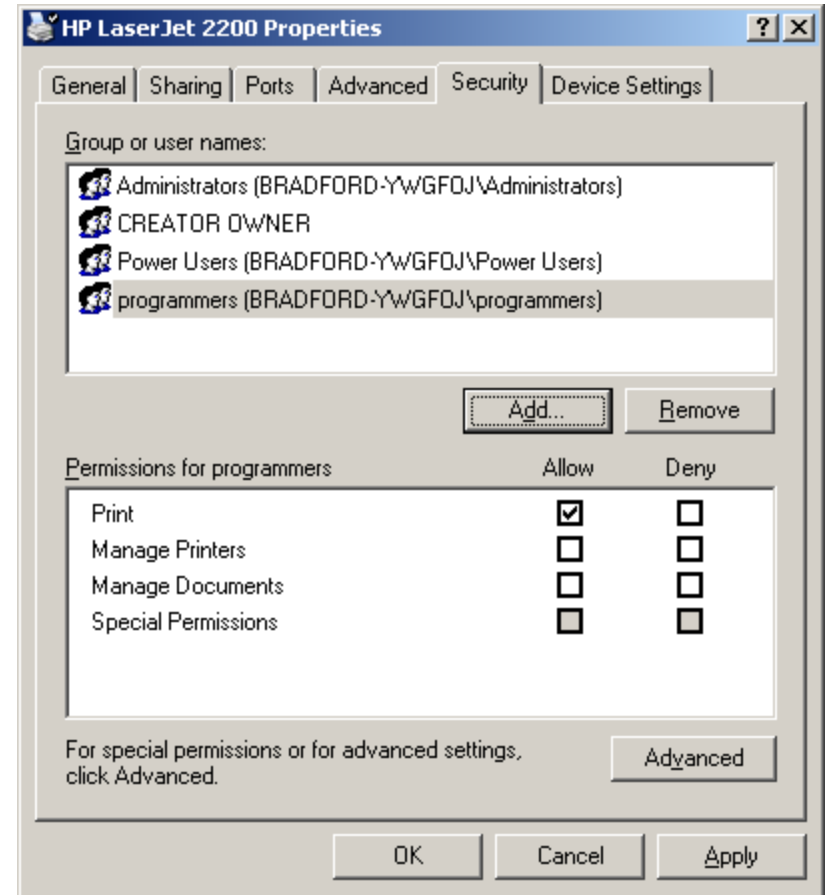 HP LaserJet 2200 Properties
General Sharing Ports Advanced Security Device Settings
Group or user names:
Administrators (BRADFORD-YWGFOJ\Administrators)
CREATOR OWNER
Power Users (BRADFORD-YWGFOJ\Power Users)
programmers (BRADFORD-YWGFOJ\programmers)
Add... Remove
Permissions for programmers Allow Deny
Print
Manage Printers
Manage Documents
Special Permissions
For special permissions or for advanced settings,
click Advanced.
Advanced
OK Cancel Apply